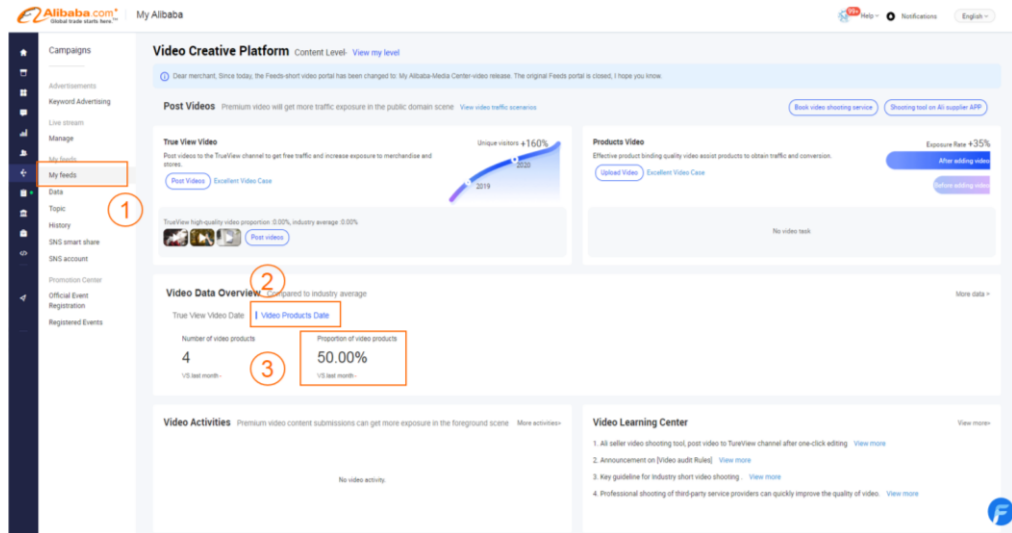 Alibaba.com
Global trade starts here.™
My Alibaba
99+
Help
Notifications
English
Campaigns
Advertisements
Keyword Advertising
Live stream
Manage
My feeds
My feeds
Data
Topic
History
SNS smart share
SNS account
Promotion Center
Official Event
Registration
Registered Events
1
Video Creative Platform Content Level- View my level
Dear merchant, Since today, the Feeds-short video portal has been changed to My Alibaba-Media Center-video release. The original Feeds portal is closed, I hope you know.
Post Videos Premium video will get more traffic exposure in the public domain scene View video traffic scenarios
Book video shooting service
Shooting tool on Ali supplier APP
True View Video
Post videos to the TrueView channel to get free traffic and increase exposure to merchandise and
stores.
Post Videos Excellent Video Case
Unique visitors +160%
2020
2019
TrueView high-quality video proportion: 0.00%, industry average: 0.00%
Post videos
Products Video
Effective product binding quality video assist products to obtain traffic and conversion.
Upload Video Excellent Video Case
Exposure Rate +35%
After adding video
Before adding video
No video task
2
Video Data Overview Compared to industry average
More data >
True View Video Date Video Products Date
Number of video products
4
VS last month -
3
Proportion of video products
50.00%
VS last month -
Video Activities Premium video content submissions can get more exposure in the foreground scene More activities>
No video activity.
Video Learning Center
View more>
1. Ali seller video shooting tool, post video to TureView channel after one-click editing View more
2. Announcement on [Video audit Rules] View more
3. Key guideline for Industry short video shooting . View more
4. Professional shooting of third-party service providers can quickly improve the quality of video. View more